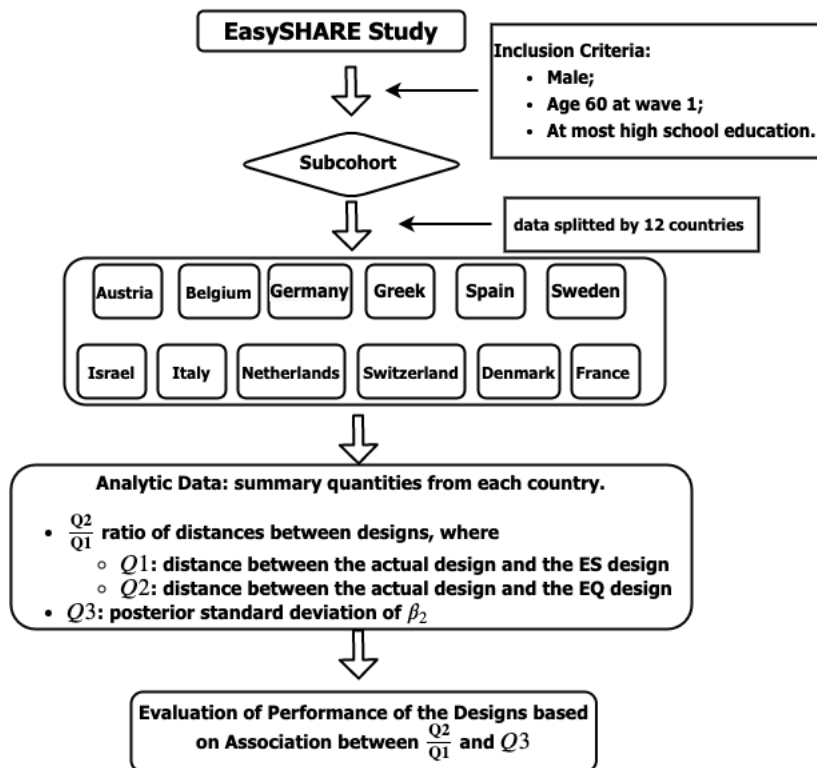 EasySHARE Study
Inclusion Criteria:
• Male;
• Age 60 at wave 1;
• At most high school education.
Subcohort
data splitted by 12 countries
Austria Belgium Germany Greek Spain Sweden
Israel Italy Netherlands Switzerland Denmark France
Analytic Data: summary quantities from each country.
• Q2/Q1 ratio of distances between designs, where
◦ Q1: distance between the actual design and the ES design
◦ Q2: distance between the actual design and the EQ design
• Q3: posterior standard deviation of β₂
Evaluation of Performance of the Designs based
on Association between Q2/Q1 and Q3